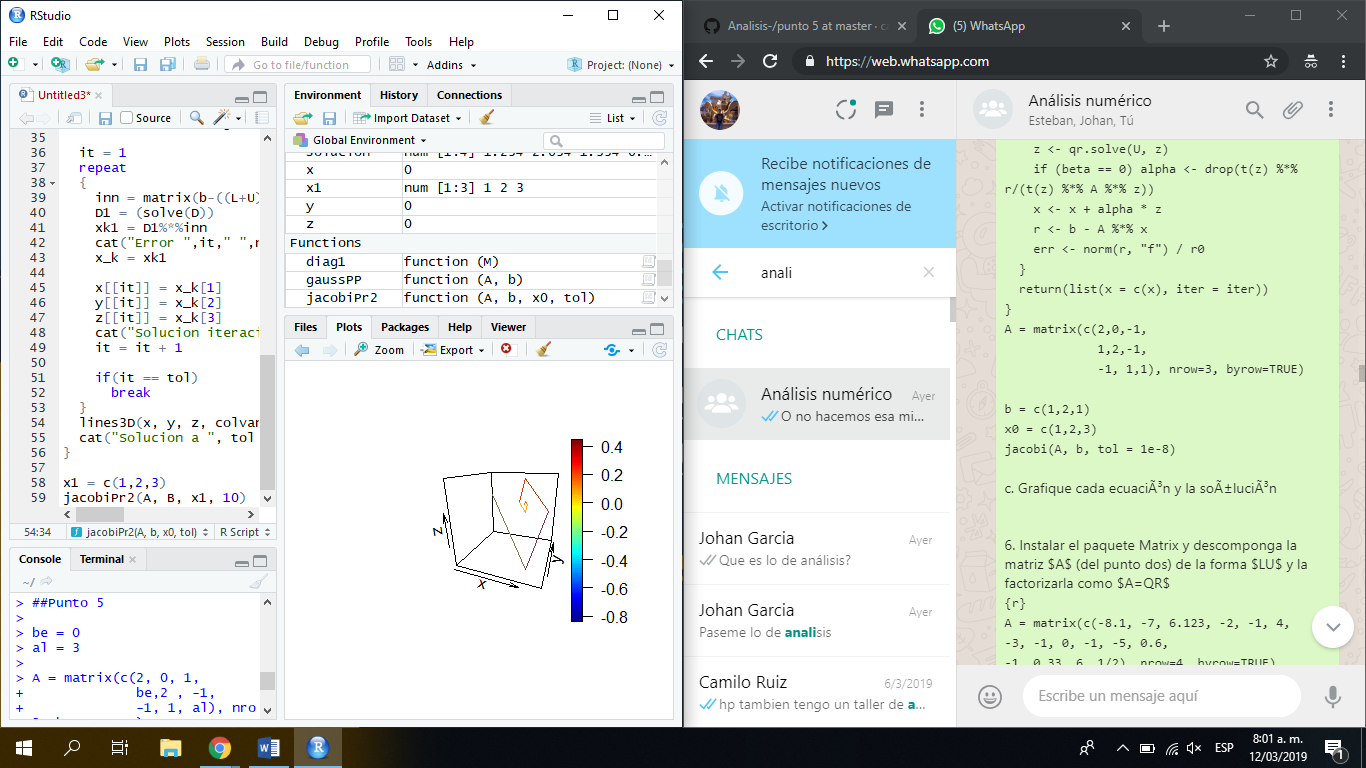 RStudio
File Edit Code View Plots Session Build Debug Profile Tools Help
Go to file/function Addins Project: (None)
Untitled3*
Source
35
36 it = 1
37 repeat
38 {
39 inn = matrix(b-((L+U)
40 D1 = (solve(D))
41 xk1 = D1%*%inn
42 cat("Error ",it," ",n
43 x_k = xk1
44
45 x[[it]] = x_k[1]
46 y[[it]] = x_k[2]
47 z[[it]] = x_k[3]
48 cat("Solucion iteraci
49 it = it + 1
50
51 if(it == tol)
52 break
53 }
54 lines3D(x, y, z, colvar
55 cat("Solucion a ", tol
56 }
57
58 x1 = c(1,2,3)
59 jacobiPr2(A, B, x1, 10)
54:34 jacobiPr2(A, b, x0, tol) R Script
Console Terminal
~/
> ##Punto 5
>
> be = 0
> al = 3
>
> A = matrix(c(2, 0, 1,
+ be,2 , -1,
+ -1, 1, al), nro
Environment History Connections
Import Dataset List
Global Environment
x 0
x1 num [1:3] 1 2 3
y 0
z 0
Functions
diag1 function (M)
gaussPP function (A, b)
jacobiPr2 function (A, b, x0, tol)
Files Plots Packages Help Viewer
Zoom Export
0.4
0.2
0.0
-0.2
-0.4
-0.6
-0.8
z
x
y
Analisis-/punto 5 at master · c
(5) WhatsApp
https://web.whatsapp.com
Recibe notificaciones de
mensajes nuevos
Activar notificaciones de
escritorio >
anali
CHATS
Análisis numérico Ayer
O no hacemos esa mi...
MENSAJES
Johan Garcia Ayer
Que es lo de análisis?
Johan Garcia Ayer
Paseme lo de analisis
Camilo Ruiz 6/3/2019
hp tambien tengo un taller de a...
Análisis numérico
Esteban, Johan, Tú
z <- qr.solve(U, z)
if (beta == 0) alpha <- drop(t(z) %*%
r/(t(z) %*% A %*% z))
x <- x + alpha * z
r <- b - A %*% x
err <- norm(r, "f") / r0
}
return(list(x = c(x), iter = iter))
}
A = matrix(c(2,0,-1,
1,2,-1,
-1, 1,1), nrow=3, byrow=TRUE)
b = c(1,2,1)
x0 = c(1,2,3)
jacobi(A, b, tol = 1e-8)
c. Grafique cada ecuaciÃ³n y la soÃ±luciÃ³n
6. Instalar el paquete Matrix y descomponga la
matriz $A$ (del punto dos) de la forma $LU$ y la
factorizarla como $A=QR$
{r}
A = matrix(c(-8.1, -7, 6.123, -2, -1, 4,
-3, -1, 0, -1, -5, 0.6,
-1, 0.33, 6, 1/2), nrow=4, byrow=TRUE)
Escribe un mensaje aquí
ESP
8:01 a. m.
12/03/2019
1